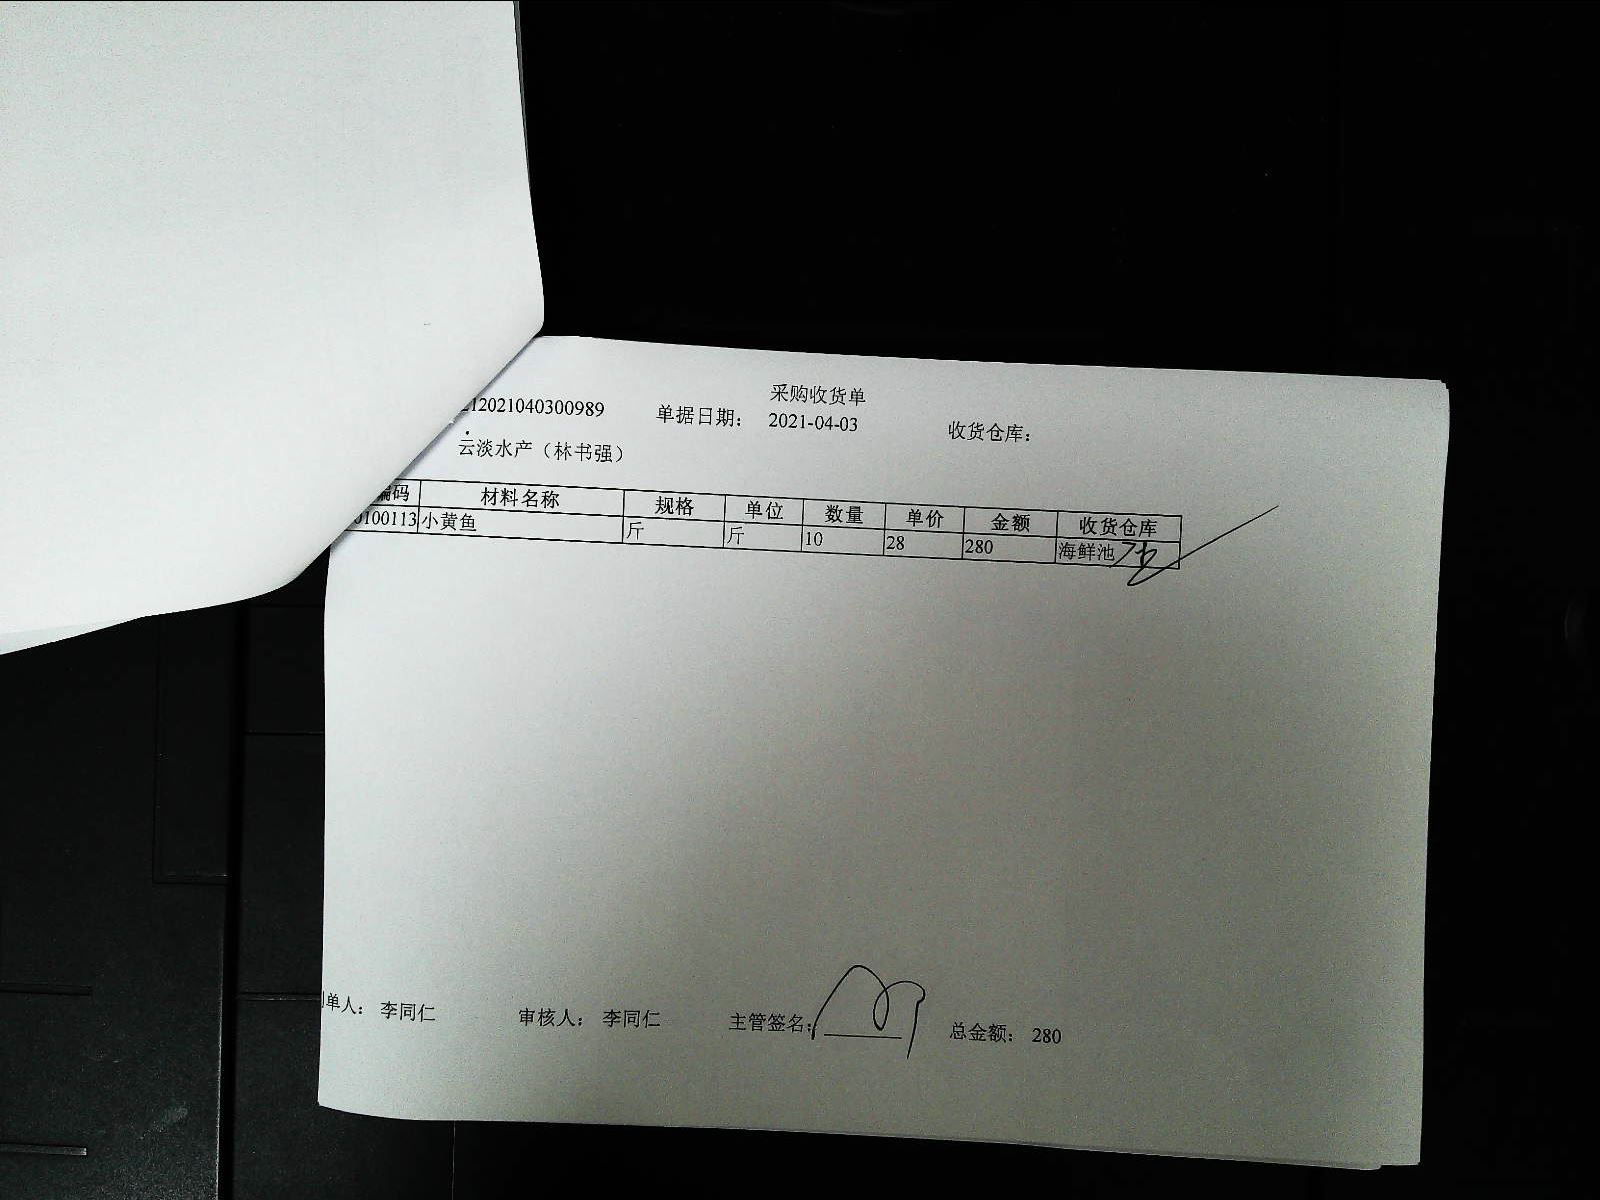 采购收货单
212021040300989 单据日期： 2021-04-03 收货仓库：
云淡水产（林书强）
编码 材料名称 规格 单位 数量 单价 金额 收货仓库
0100113 小黄鱼 斤 斤 10 28 280 海鲜池
单人： 李同仁 审核人： 李同仁 主管签名： 总金额： 280